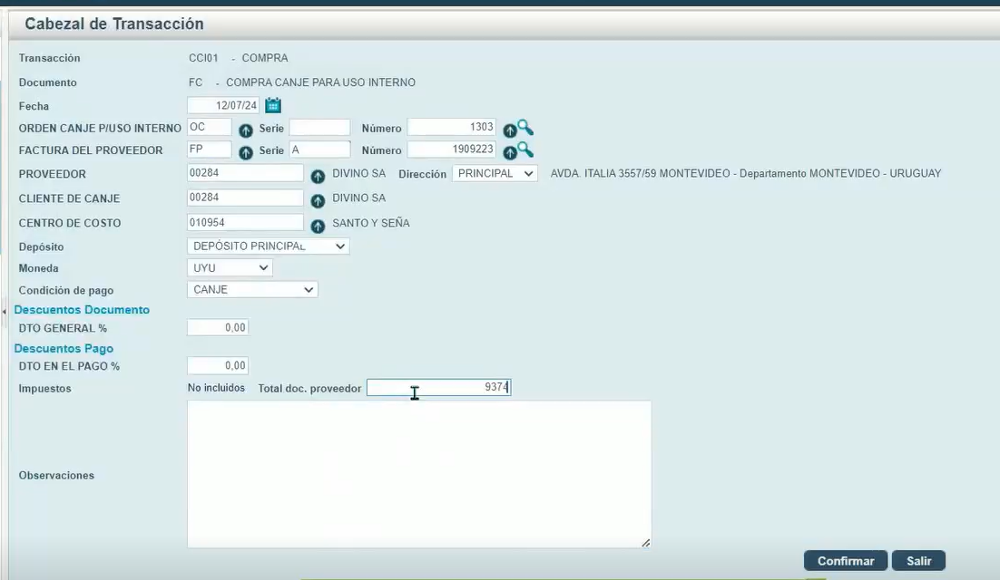 Cabezal de Transacción
Transacción CCI01 - COMPRA
Documento FC - COMPRA CANJE PARA USO INTERNO
Fecha 12/07/24
ORDEN CANJE P/USO INTERNO OC Serie Número 1303
FACTURA DEL PROVEEDOR FP Serie A Número 1909223
PROVEEDOR 00284 DIVINO SA Dirección PRINCIPAL AVDA. ITALIA 3557/59 MONTEVIDEO - Departamento MONTEVIDEO - URUGUAY
CLIENTE DE CANJE 00284 DIVINO SA
CENTRO DE COSTO 010954 SANTO Y SEÑA
Depósito DEPÓSITO PRINCIPAL
Moneda UYU
Condición de pago CANJE
Descuentos Documento
DTO GENERAL % 0,00
Descuentos Pago
DTO EN EL PAGO % 0,00
Impuestos No incluidos Total doc. proveedor 9374
Observaciones
Confirmar Salir